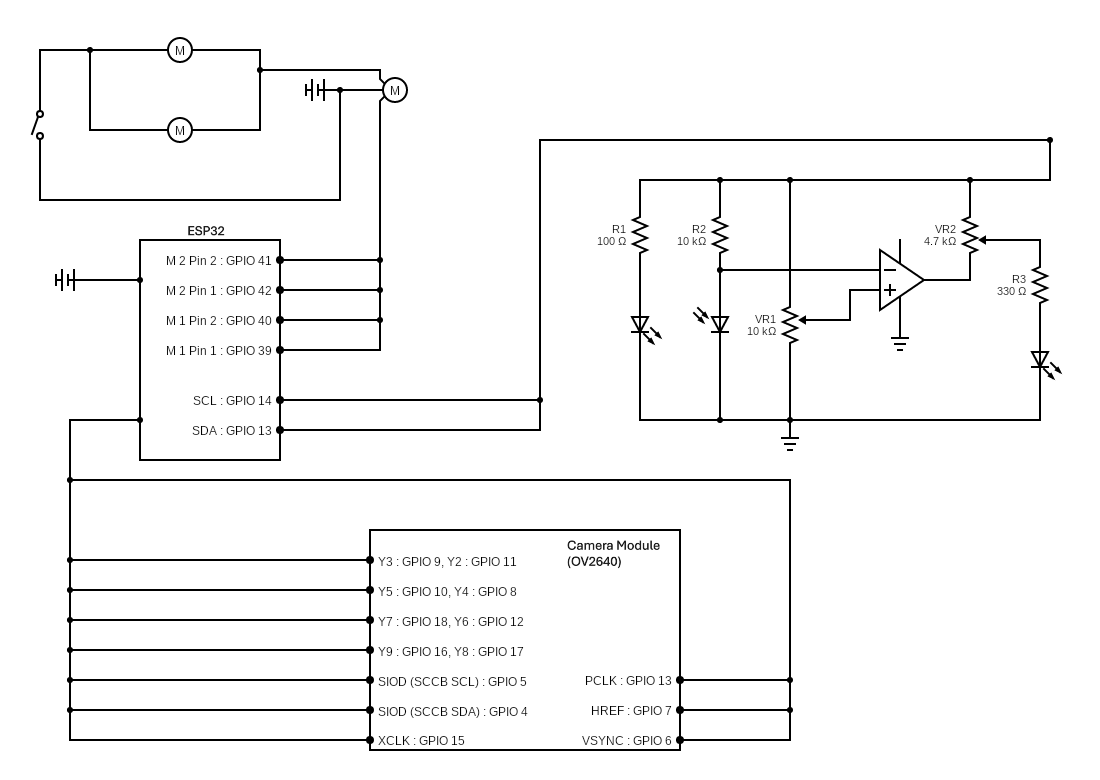 M
M
M
ESP32
M 2 Pin 2 : GPIO 41
M 2 Pin 1 : GPIO 42
M 1 Pin 2 : GPIO 40
M 1 Pin 1 : GPIO 39
SCL : GPIO 14
SDA : GPIO 13
R1
100 Ω
R2
10 kΩ
VR1
10 kΩ
VR2
4.7 kΩ
R3
330 Ω
Camera Module
(OV2640)
Y3 : GPIO 9, Y2 : GPIO 11
Y5 : GPIO 10, Y4 : GPIO 8
Y7 : GPIO 18, Y6 : GPIO 12
Y9 : GPIO 16, Y8 : GPIO 17
SIOD (SCCB SCL) : GPIO 5
SIOD (SCCB SDA) : GPIO 4
XCLK : GPIO 15
PCLK : GPIO 13
HREF : GPIO 7
VSYNC : GPIO 6